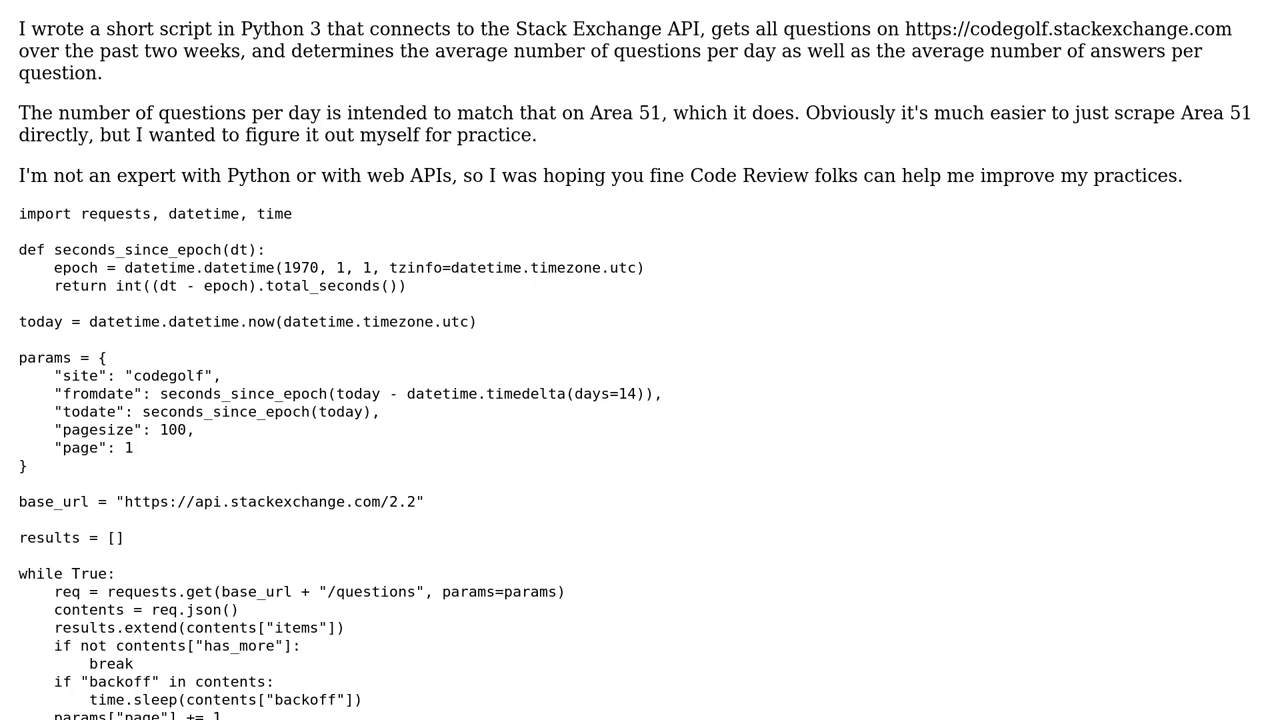 I wrote a short script in Python 3 that connects to the Stack Exchange API, gets all questions on https://codegolf.stackexchange.com
over the past two weeks, and determines the average number of questions per day as well as the average number of answers per
question.
The number of questions per day is intended to match that on Area 51, which it does. Obviously it's much easier to just scrape Area 51
directly, but I wanted to figure it out myself for practice.
I'm not an expert with Python or with web APIs, so I was hoping you fine Code Review folks can help me improve my practices.
import requests, datetime, time
def seconds_since_epoch(dt):
    epoch = datetime.datetime(1970, 1, 1, tzinfo=datetime.timezone.utc)
    return int((dt - epoch).total_seconds())
today = datetime.datetime.now(datetime.timezone.utc)
params = {
    "site": "codegolf",
    "fromdate": seconds_since_epoch(today - datetime.timedelta(days=14)),
    "todate": seconds_since_epoch(today),
    "pagesize": 100,
    "page": 1
}
base_url = "https://api.stackexchange.com/2.2"
results = []
while True:
    req = requests.get(base_url + "/questions", params=params)
    contents = req.json()
    results.extend(contents["items"])
    if not contents["has_more"]:
        break
    if "backoff" in contents:
        time.sleep(contents["backoff"])
    params["page"] += 1